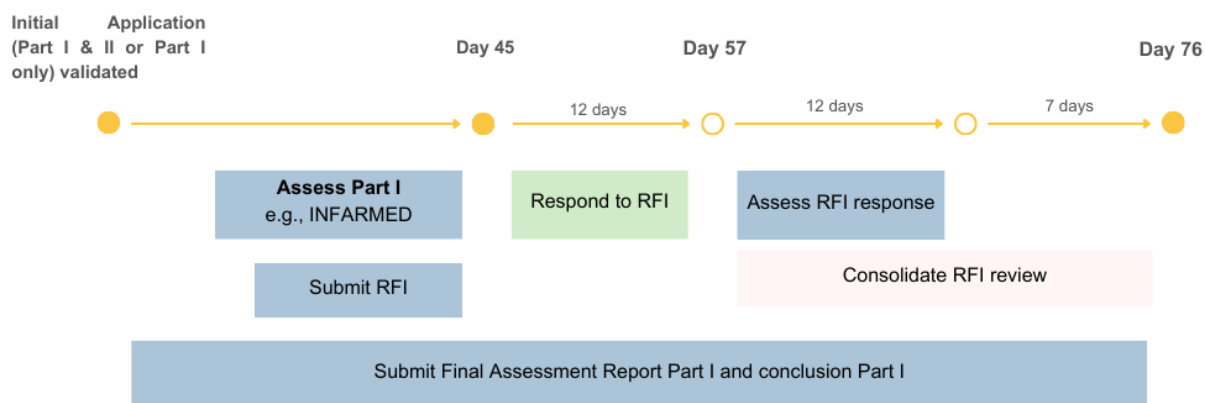 Initial Application
(Part I & II or Part I
only) validated
Day 45
Day 57
Day 76
12 days
12 days
7 days
Assess Part I
e.g., INFARMED
Respond to RFI
Assess RFI response
Submit RFI
Consolidate RFI review
Submit Final Assessment Report Part I and conclusion Part I